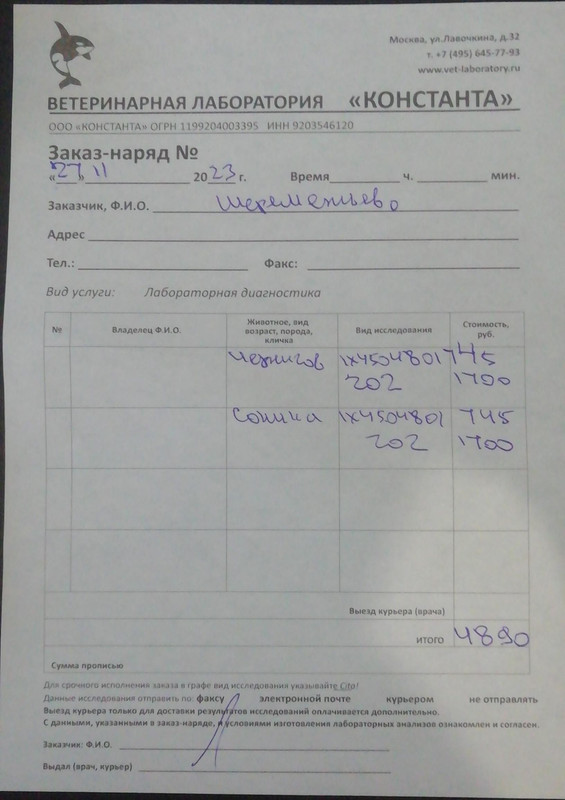 Москва, ул.Лавочкина, д.32
т. +7 (495) 645-77-93
www.vet-laboratory.ru
ВЕТЕРИНАРНАЯ ЛАБОРАТОРИЯ «КОНСТАНТА»
ООО «КОНСТАНТА» ОГРН 1199204003395 ИНН 9203546120
Заказ-наряд №
«27» 11 2023 г. Время ч. мин.
Заказчик, Ф.И.О. Шереметьево
Адрес
Тел.: Факс:
Вид услуги: Лабораторная диагностика
№ Владелец Ф.И.О. Животное, вид возраст, порода, кличка Вид исследования Стоимость, руб.
1X4504801 745
202 1700
Сонина 1X4504801 745
202 1700
Выезд курьера (врача)
ИТОГО 4890
Сумма прописью
Для срочного исполнения заказа в графе вид исследования указывайте Cito!
Данные исследования отправить по: факсу электронной почте курьером не отправлять
Выезд курьера только для доставки результатов исследований оплачивается дополнительно.
С данными, указанными в заказ-наряде, и условиями изготовления лабораторных анализов ознакомлен и согласен.
Заказчик: Ф.И.О.
Выдал (врач, курьер)